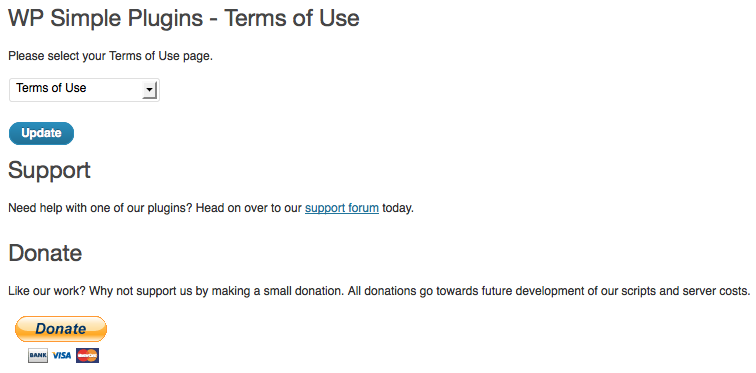 WP Simple Plugins - Terms of Use
Please select your Terms of Use page.
Terms of Use
Update
Support
Need help with one of our plugins? Head on over to our support forum today.
Donate
Like our work? Why not support us by making a small donation. All donations go towards future development of our scripts and server costs.
Donate
BANK VISA